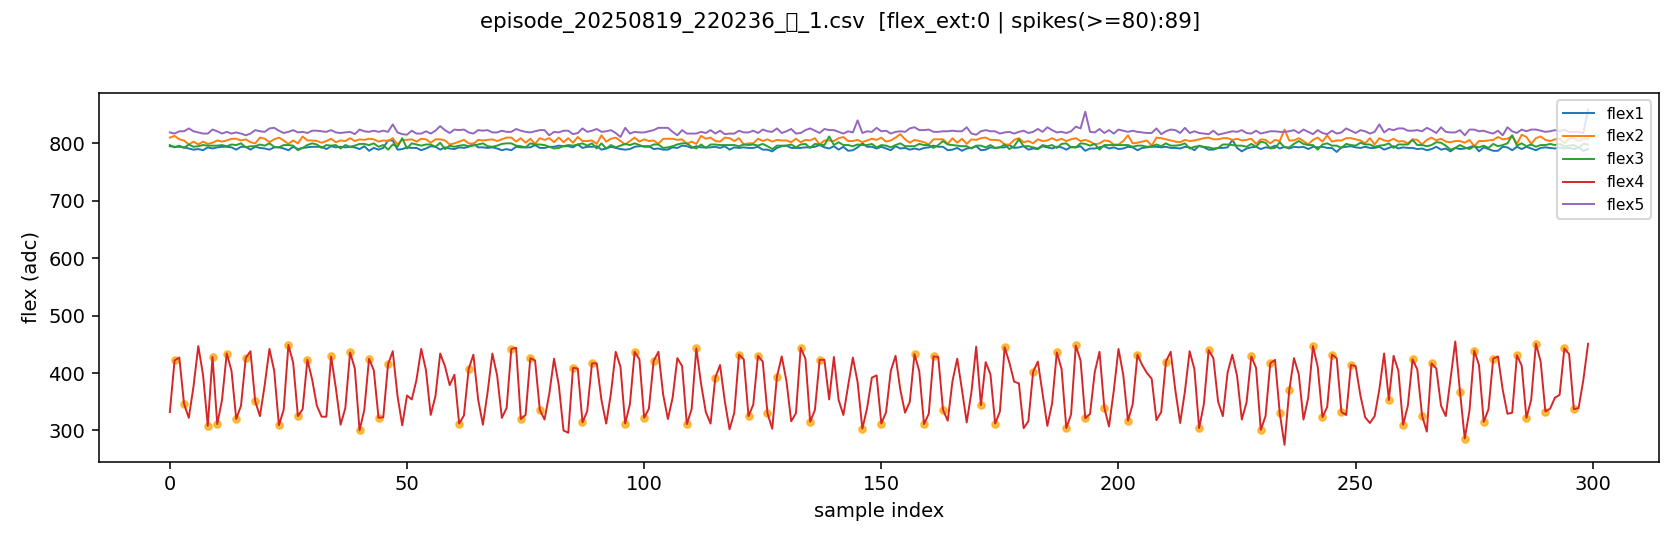 episode_20250819_220236_▯_1.csv  [flex_ext:0 | spikes(>=80):89]
flex (adc)
800
700
600
500
400
300
flex1
flex2
flex3
flex4
flex5
0
50
100
150
200
250
300
sample index